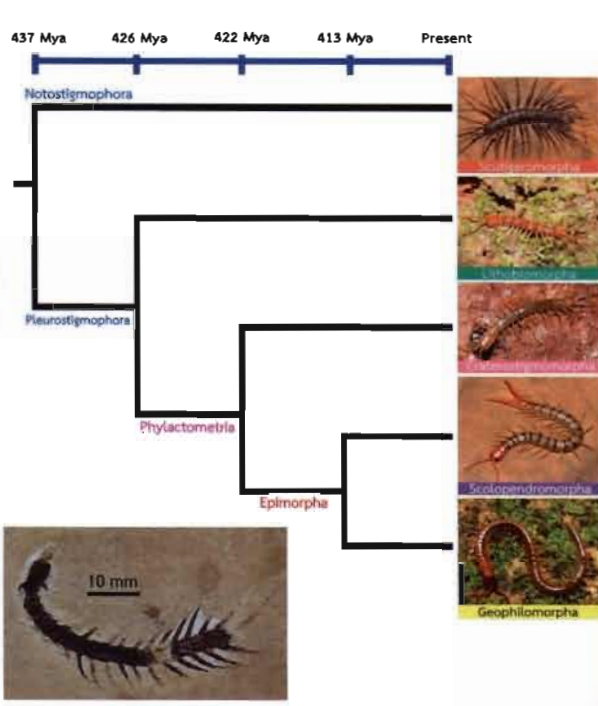 437 Mya 426 Mya 422 Mya 413 Mya Present
Notostigmophora
Scutigeromorpha
Lithobiomorpha
Pleurostigmophora
Craterostigmomorpha
Phylactometria
Scolopendromorpha
Epimorpha
10 mm
Geophilomorpha